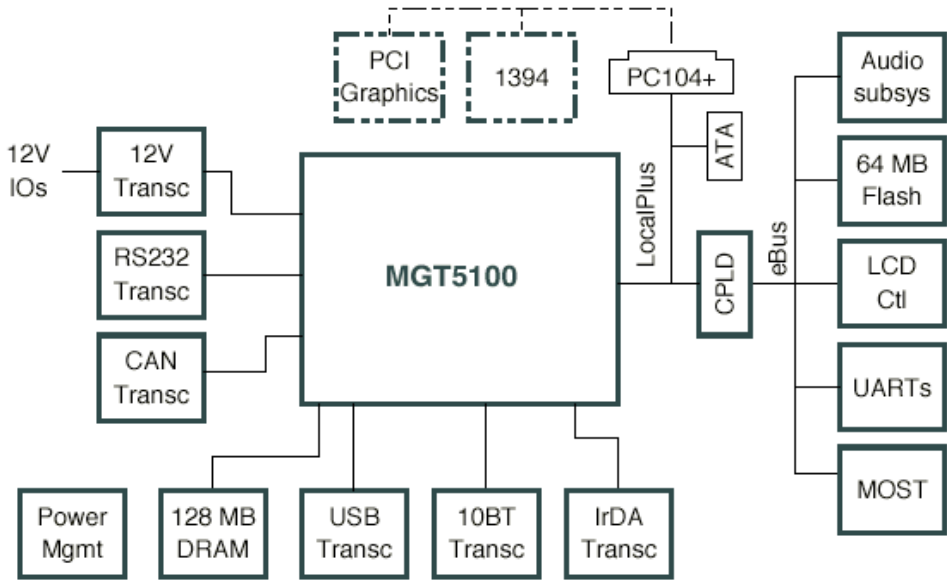 PCI
Graphics
1394
PC104+
Audio
subsys
12V
IOs
12V
Transc
ATA
64 MB
Flash
LocalPlus
RS232
Transc
MGT5100
CPLD
eBus
LCD
Ctl
CAN
Transc
UARTs
MOST
Power
Mgmt
128 MB
DRAM
USB
Transc
10BT
Transc
IrDA
Transc